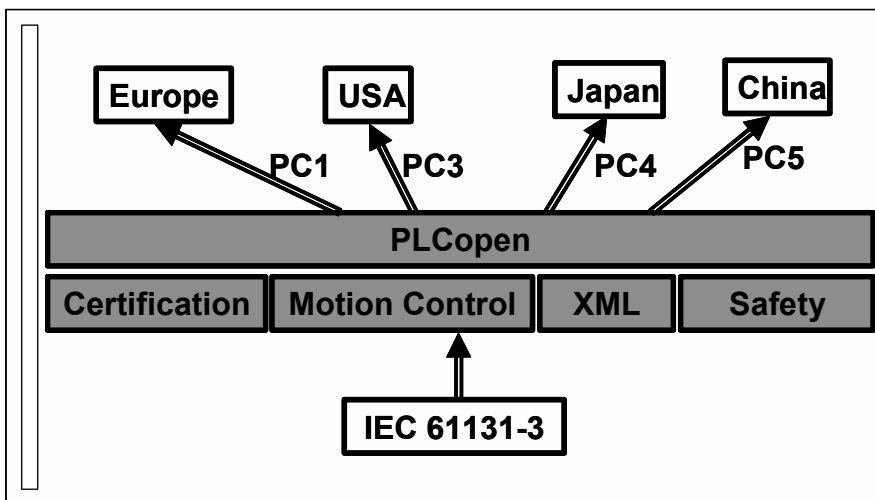 Europe
USA
Japan
China
PC1
PC3
PC4
PC5
PLCopen
Certification
Motion Control
XML
Safety
IEC 61131-3